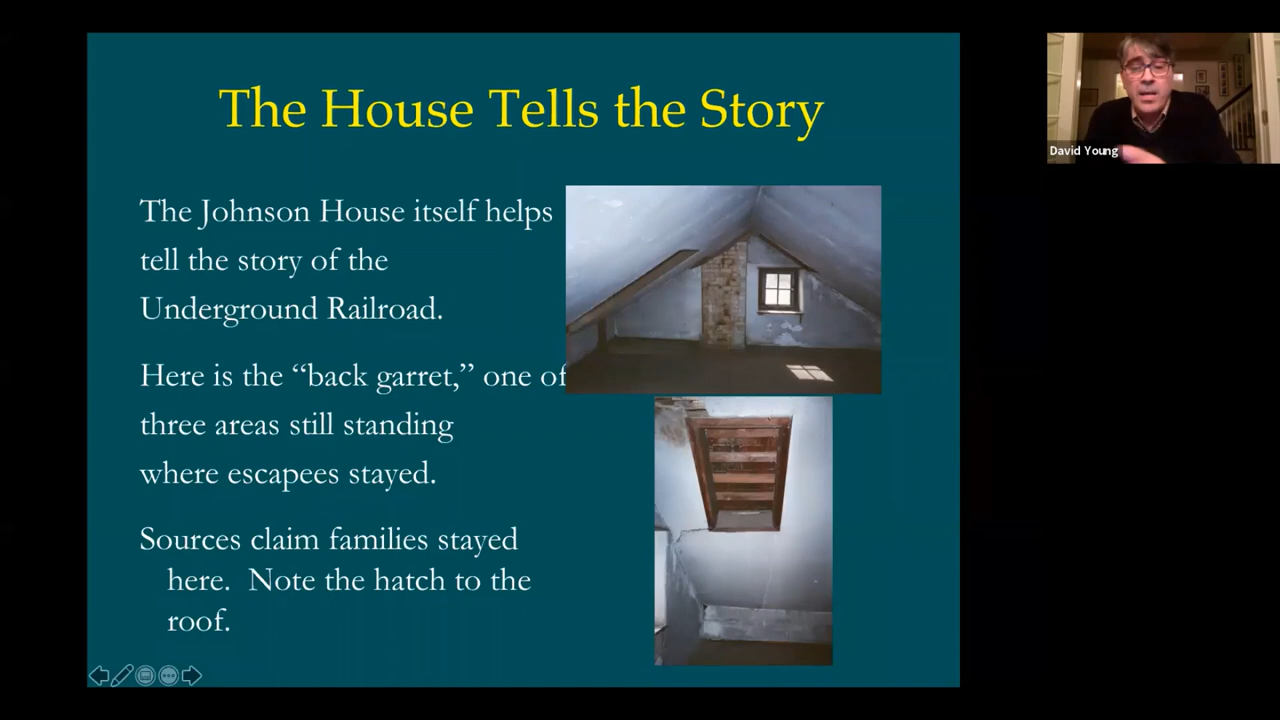 The House Tells the Story
The Johnson House itself helps
tell the story of the
Underground Railroad.
Here is the “back garret,” one of
three areas still standing
where escapees stayed.
Sources claim families stayed
here.  Note the hatch to the
roof.
David Young